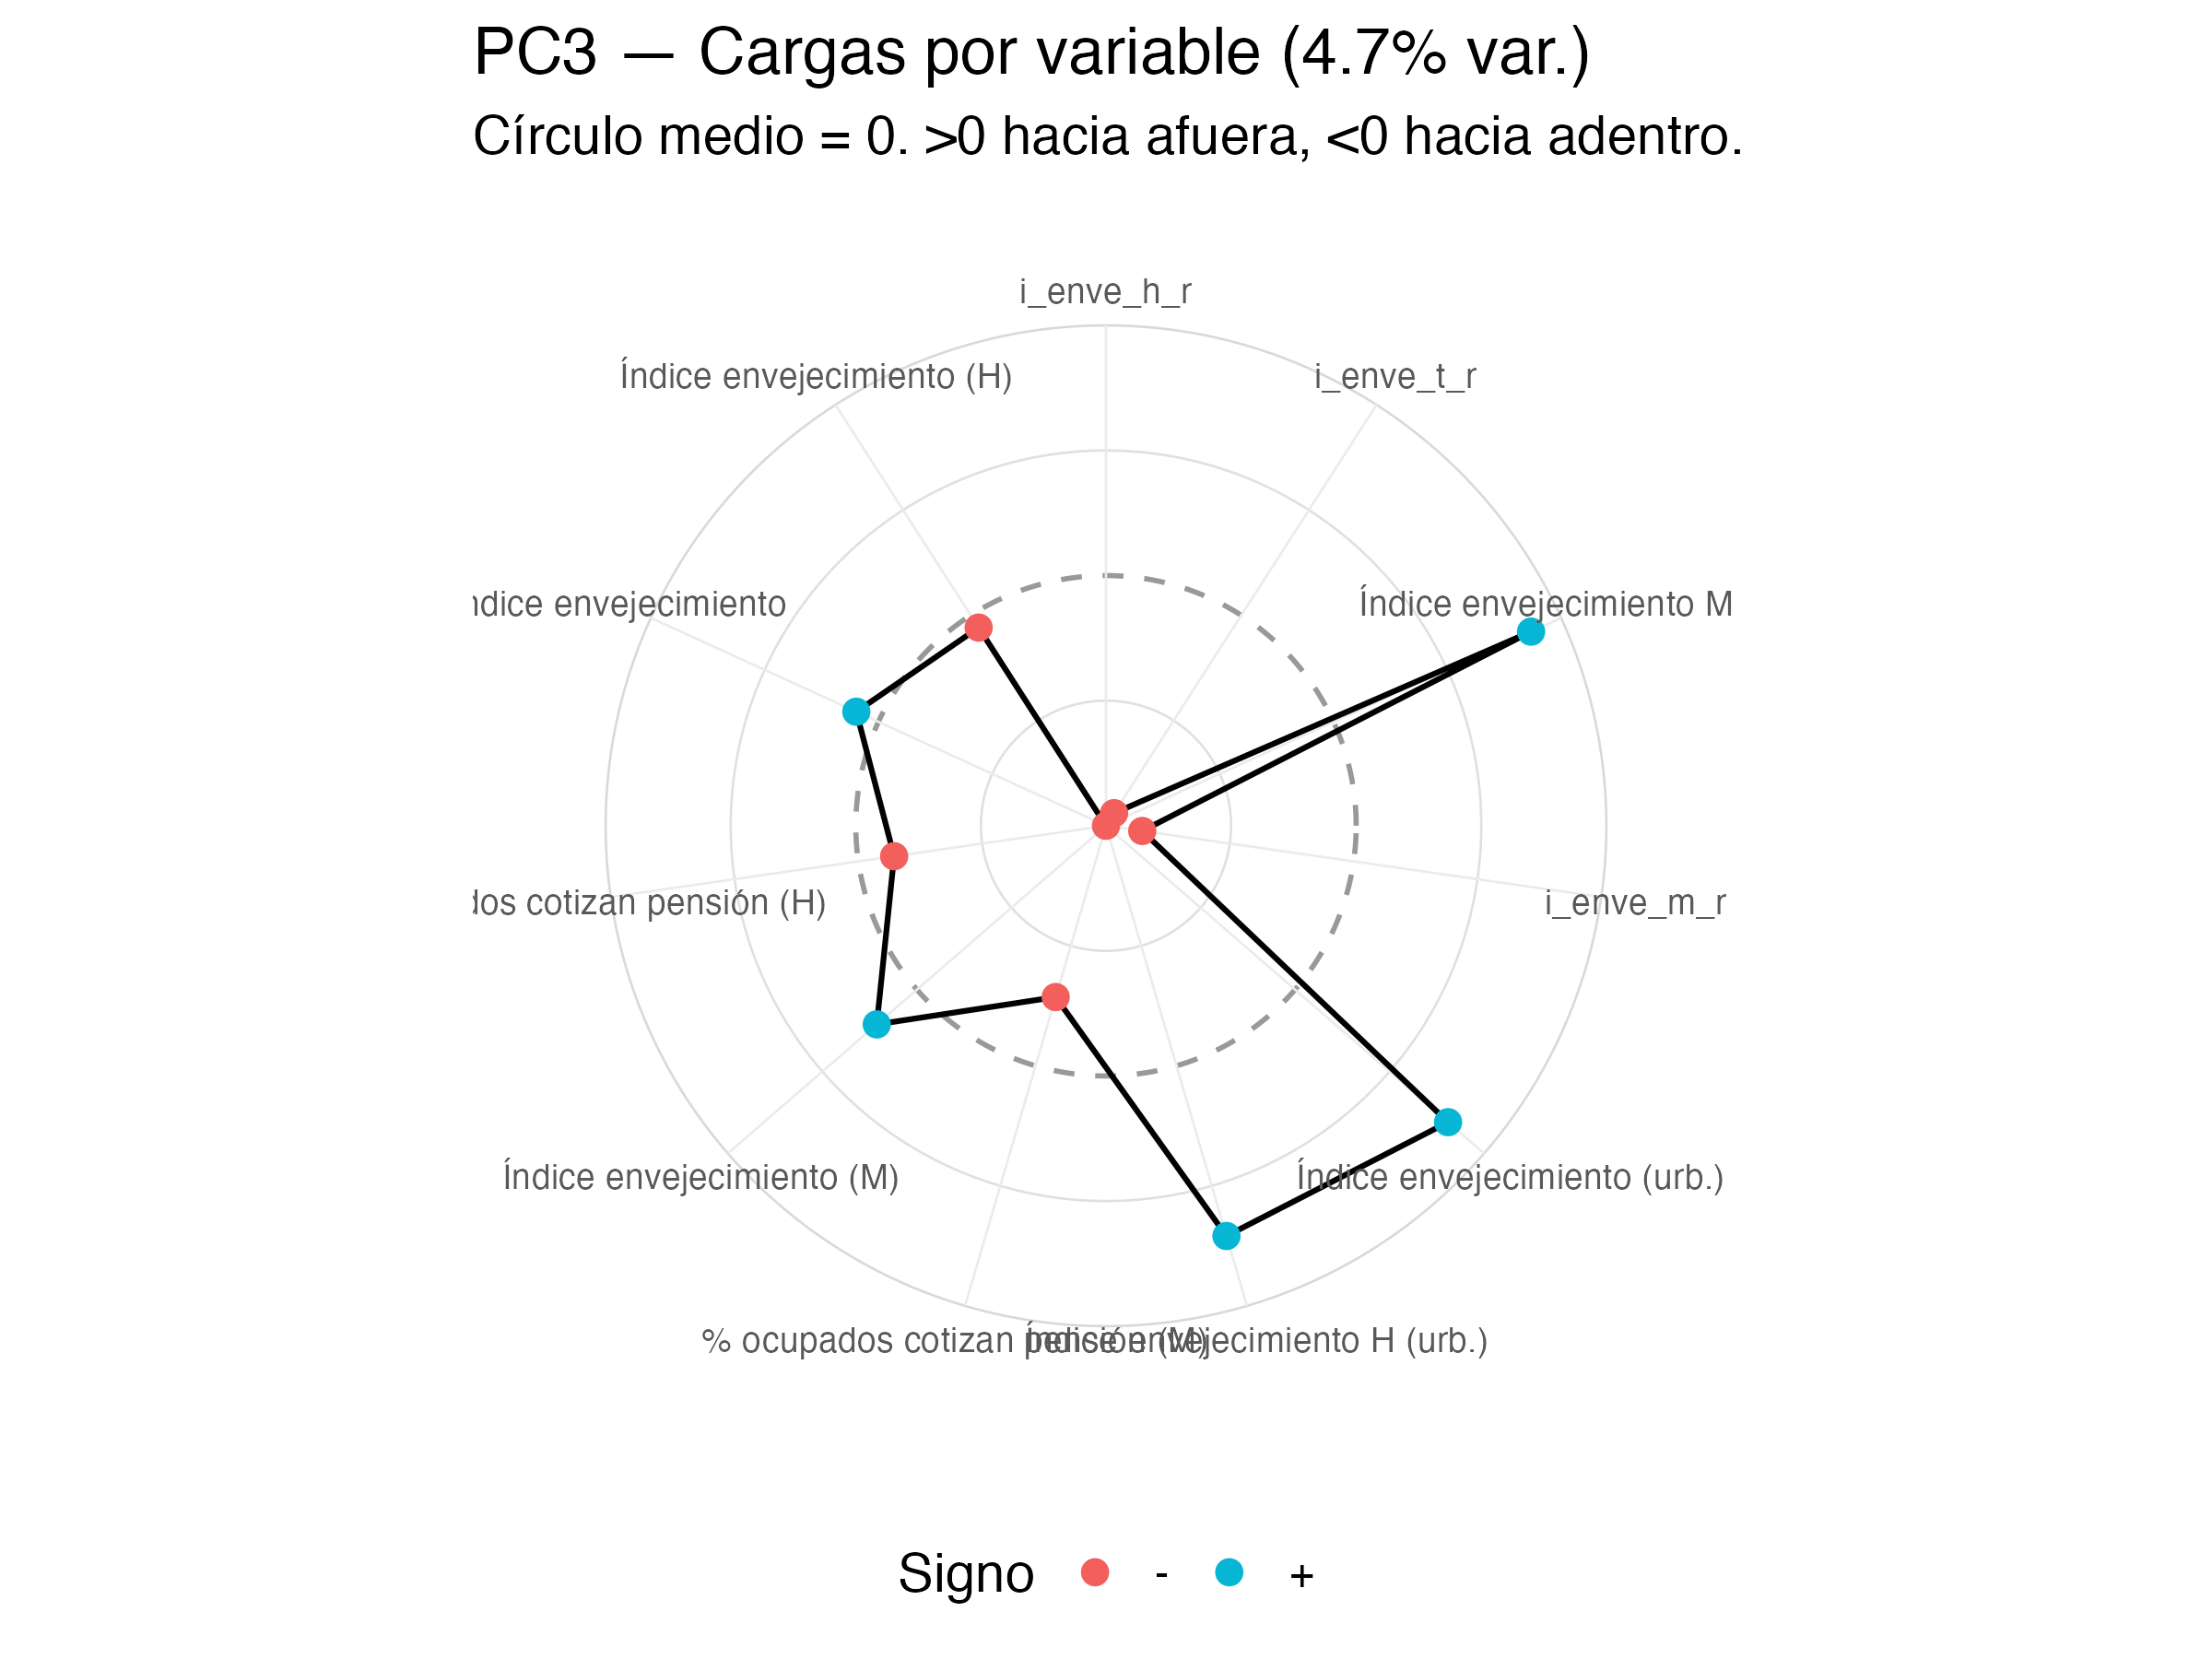 PC3 — Cargas por variable (4.7% var.)
Círculo medio = 0. >0 hacia afuera, <0 hacia adentro.
i_enve_h_r
Índice envejecimiento (H)
i_enve_t_r
ndice envejecimiento
Índice envejecimiento M
dos cotizan pensión (H)
i_enve_m_r
Índice envejecimiento (M)
Índice envejecimiento (urb.)
% ocupados cotizan pensión (M)
Índice envejecimiento H (urb.)
Signo - +